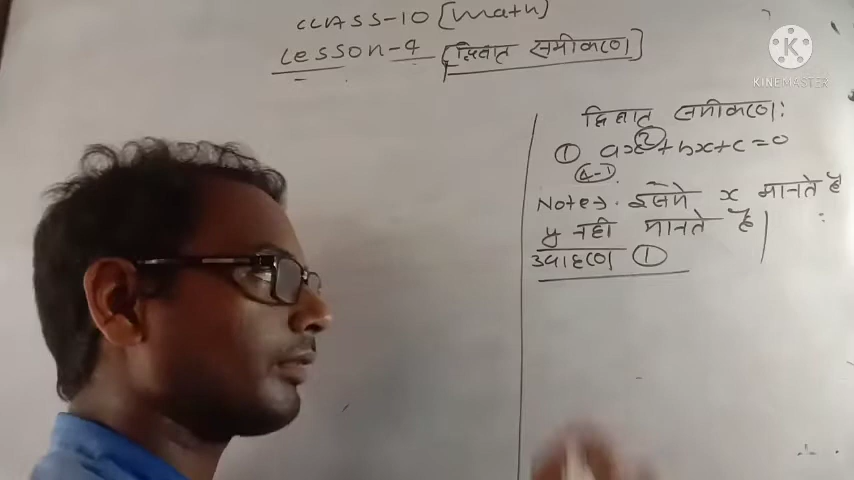 CLASS-10 [Math]
Lesson-4 [द्विघात समीकरण]
K
KINEMASTER
द्विघात समीकरण:
① ax²+bx+c=0
Note→ इसमे x मानते है
y नही मानते है।
उदाहरण ①